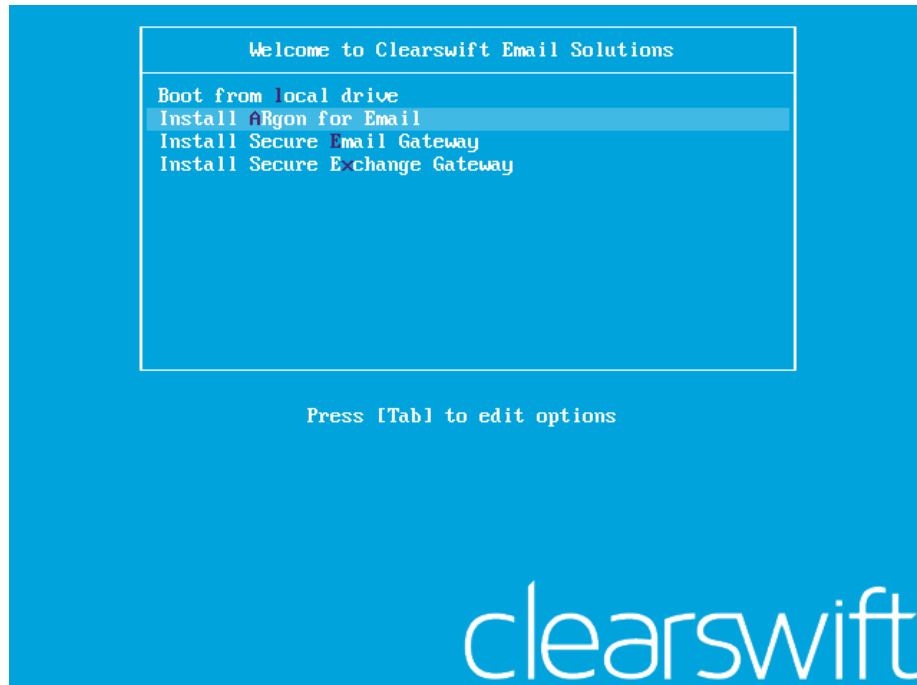 Welcome to Clearswift Email Solutions
Boot from local drive
Install ARgon for Email
Install Secure Email Gateway
Install Secure Exchange Gateway
Press [Tab] to edit options
clearswift